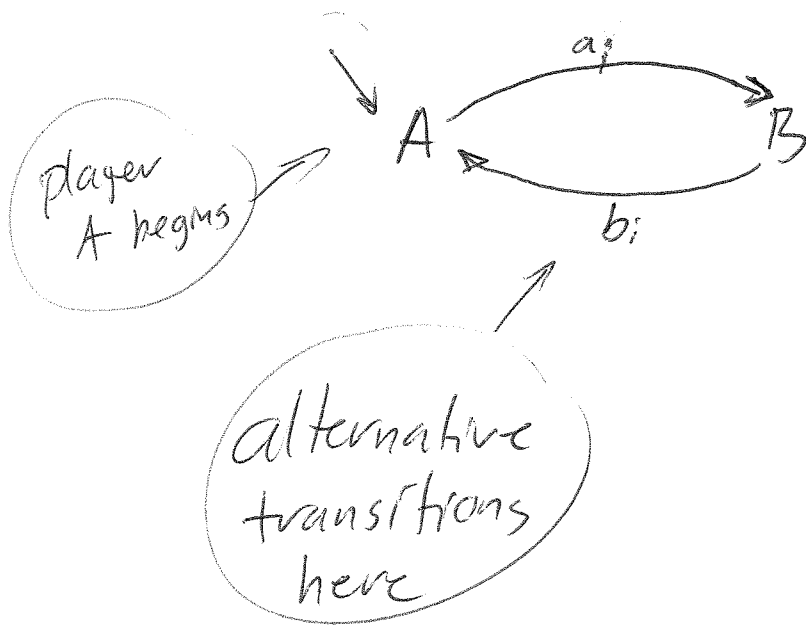 aᵢ
A
B
player
A begins
bᵢ
alternative
transitions
here